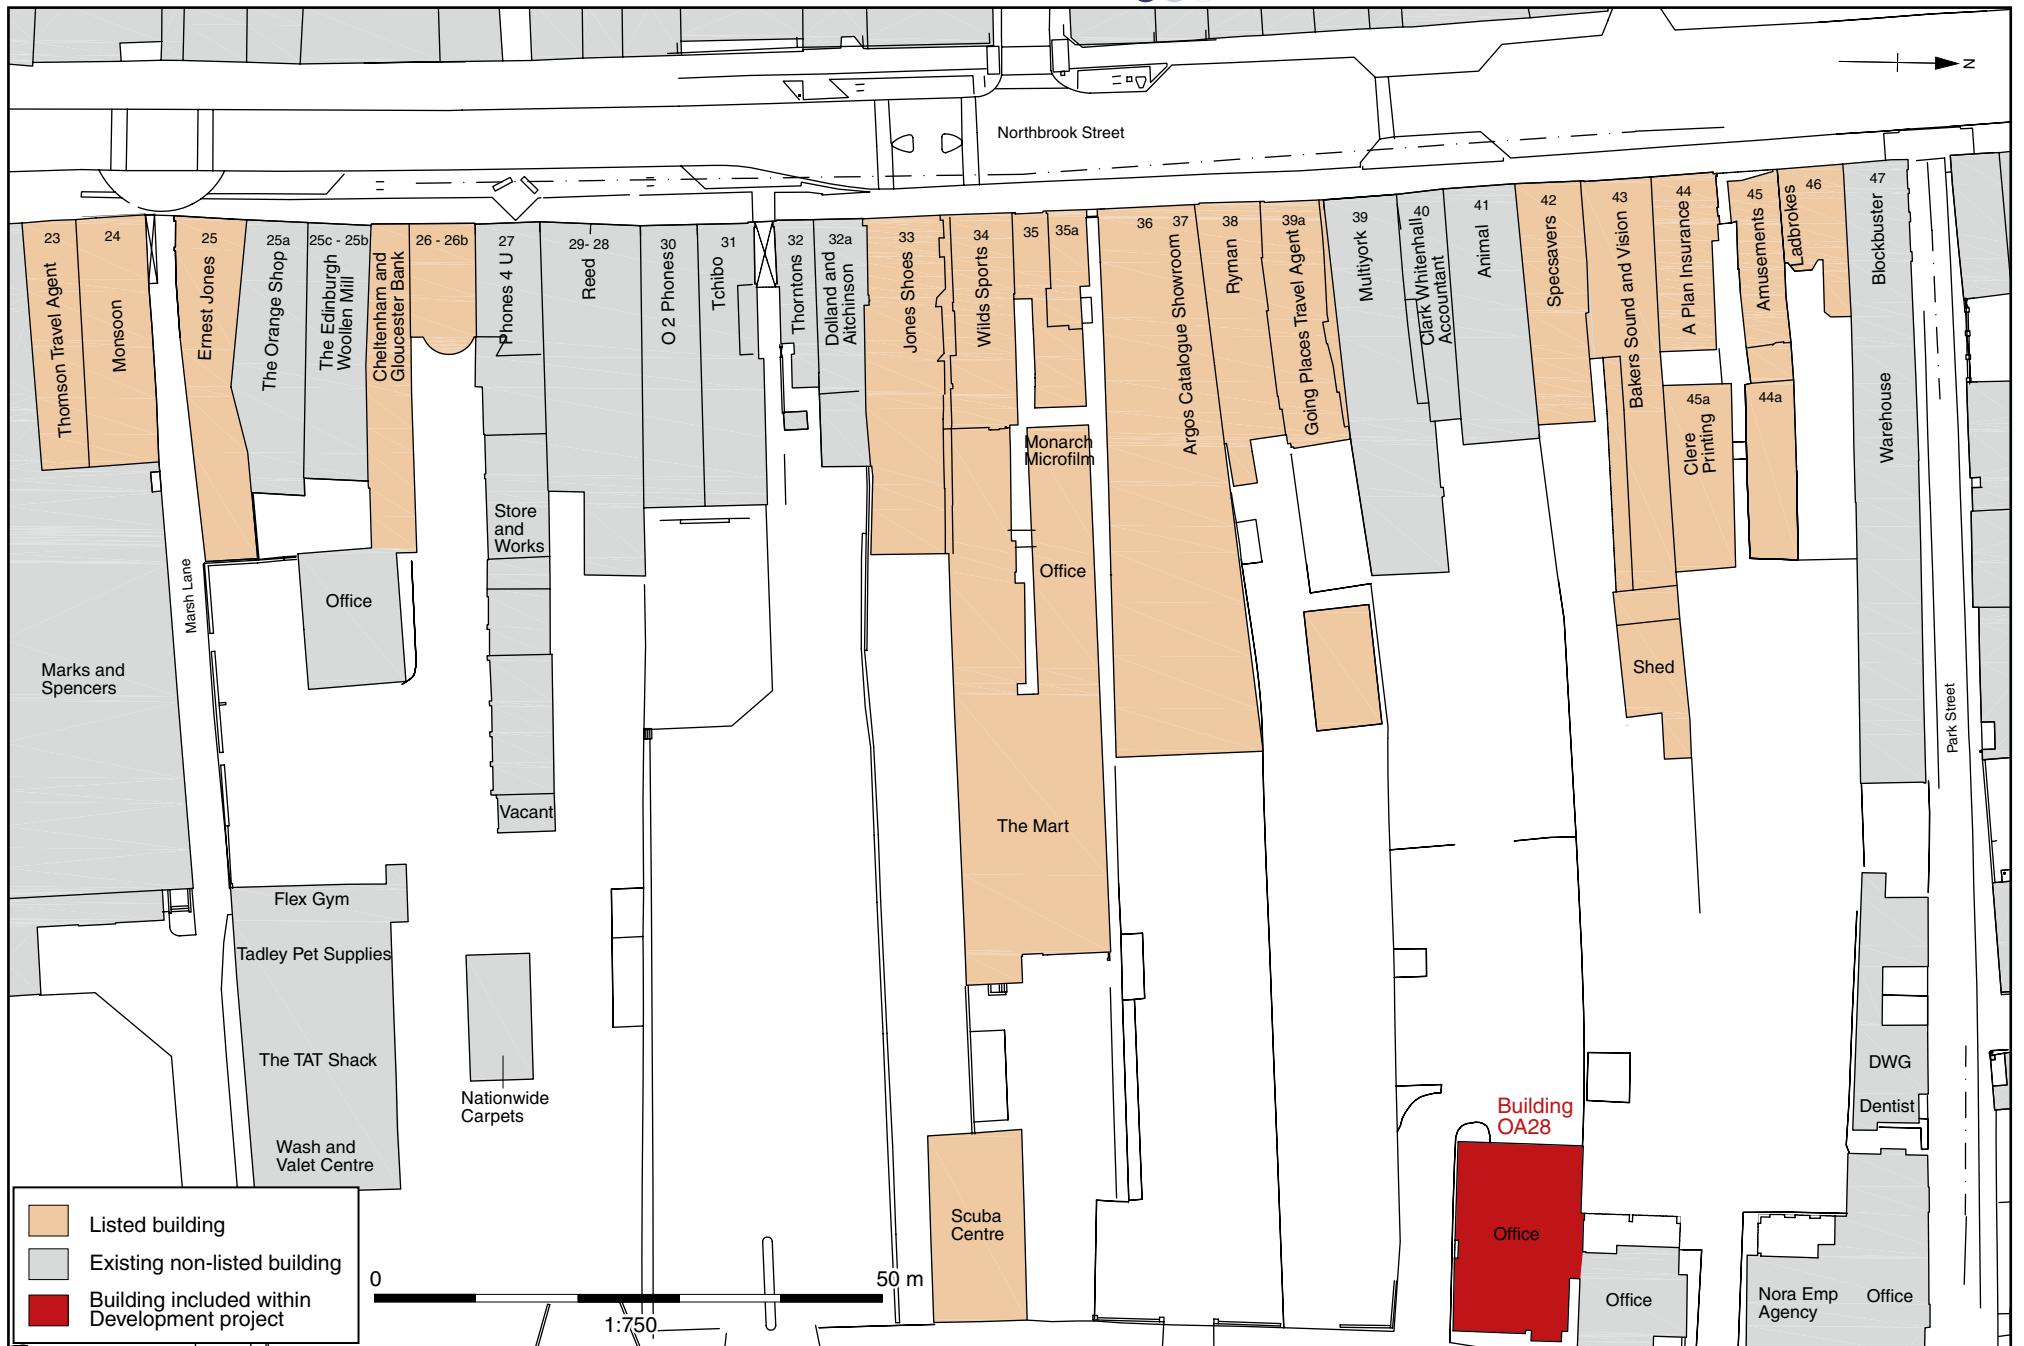 N
Northbrook Street
23
Thomson Travel Agent
24
Monsoon
25
Ernest Jones
25a
The Orange Shop
25c - 25b
The Edinburgh
Woollen Mill
Cheltenham and
Gloucester Bank
26 - 26b
27
Phones 4 U
29- 28
Reed
30
O 2 Phones
31
Tchibo
32
Thorntons
32a
Dolland and
Aitchinson
33
Jones Shoes
34
Wilds Sports
35
35a
36
37
Argos Catalogue Showroom
38
Ryman
39a
Going Places Travel Agent
39
Multiyork
40
Clark Whitenhall
Accountant
41
Animal
42
Specsavers
43
Bakers Sound and Vision
44
A Plan Insurance
45
Amusements
46
Ladbrokes
47
Blockbuster
Warehouse
45a
Clere
Printing
44a
Monarch
Microfilm
Store
and
Works
Office
Office
Marsh Lane
Marks and
Spencers
Shed
Park Street
Vacant
The Mart
Flex Gym
Tadley Pet Supplies
The TAT Shack
Wash and
Valet Centre
Nationwide
Carpets
DWG
Dentist
Building
OA28
Scuba
Centre
Office
Office
Nora Emp
Agency
Office
Listed building
Existing non-listed building
Building included within
Development project
0
50 m
1:750